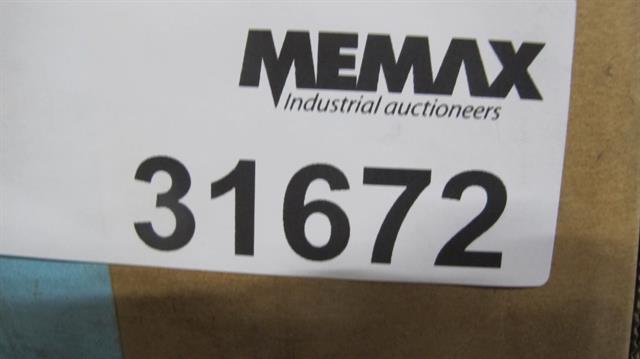 MEMAX
Industrial auctioneers
31672